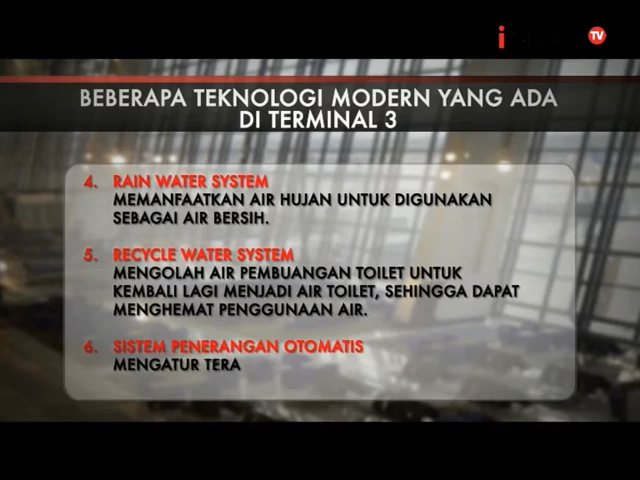 i
TV
BEBERAPA TEKNOLOGI MODERN YANG ADA
DI TERMINAL 3
4. RAIN WATER SYSTEM
MEMANFAATKAN AIR HUJAN UNTUK DIGUNAKAN
SEBAGAI AIR BERSIH.
5. RECYCLE WATER SYSTEM
MENGOLAH AIR PEMBUANGAN TOILET UNTUK
KEMBALI LAGI MENJADI AIR TOILET, SEHINGGA DAPAT
MENGHEMAT PENGGUNAAN AIR.
6. SISTEM PENERANGAN OTOMATIS
MENGATUR TERA